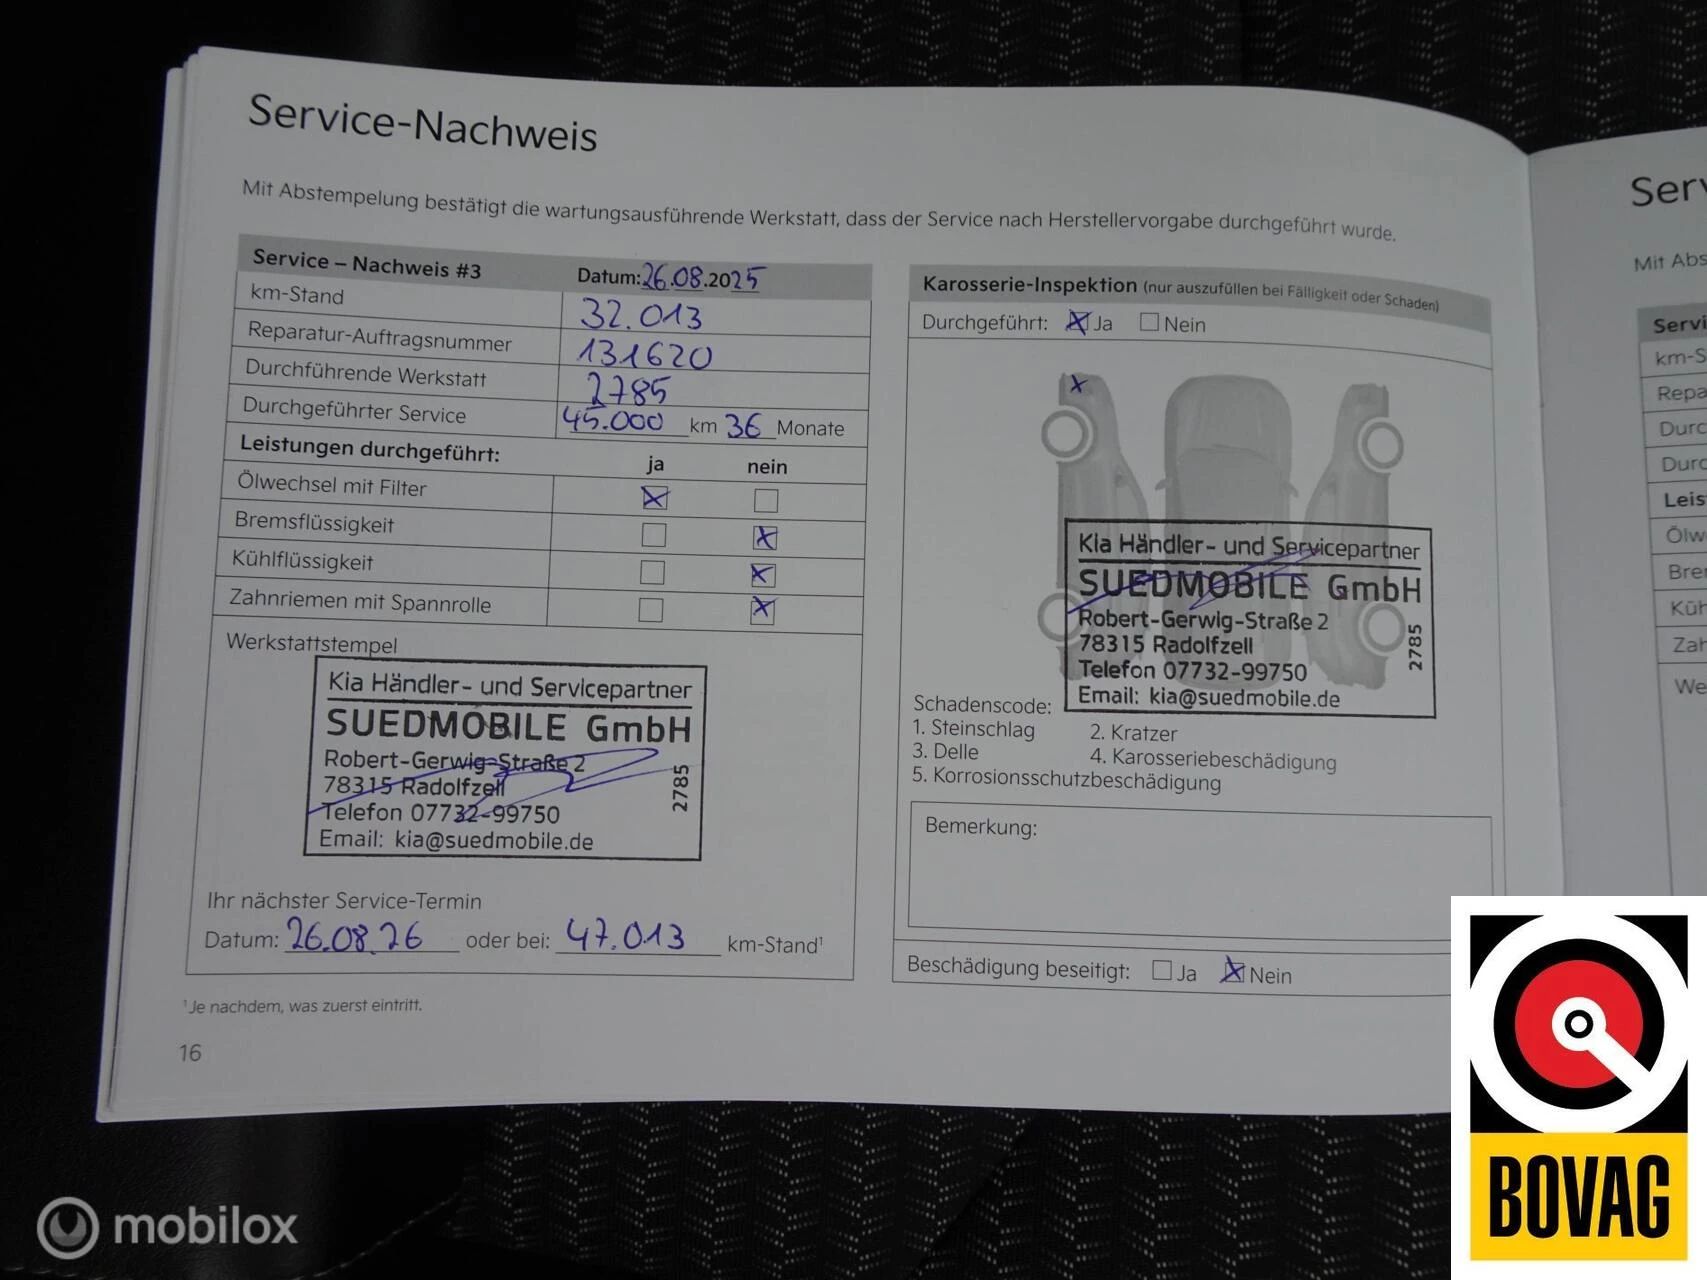 Service-Nachweis
Mit Abstempelung bestätigt die wartungsausführende Werkstatt, dass der Service nach Herstellervorgabe durchgeführt wurde.
Service – Nachweis #3 Datum: 26.08.2025
km-Stand 32.013
Reparatur-Auftragsnummer 131620
Durchführende Werkstatt 2785
Durchgeführter Service 45.000 km 36 Monate
Leistungen durchgeführt: ja nein
Ölwechsel mit Filter
Bremsflüssigkeit
Kühlflüssigkeit
Zahnriemen mit Spannrolle
Werkstattstempel
Kia Händler- und Servicepartner
SUEDMOBILE GmbH
Robert-Gerwig-Straße 2
78315 Radolfzell
Telefon 07732-99750
Email: kia@suedmobile.de
2785
Ihr nächster Service-Termin
Datum: 26.08.26 oder bei: 47.013 km-Stand¹
¹Je nachdem, was zuerst eintritt.
16
Karosserie-Inspektion (nur auszufüllen bei Fälligkeit oder Schaden)
Durchgeführt: Ja Nein
Kia Händler- und Servicepartner
SUEDMOBILE GmbH
Robert-Gerwig-Straße 2
78315 Radolfzell
Telefon 07732-99750
Email: kia@suedmobile.de
2785
Schadenscode:
1. Steinschlag 2. Kratzer
3. Delle 4. Karosseriebeschädigung
5. Korrosionsschutzbeschädigung
Bemerkung:
Beschädigung beseitigt: Ja Nein
Mit
km-S
BOVAG
mobilox